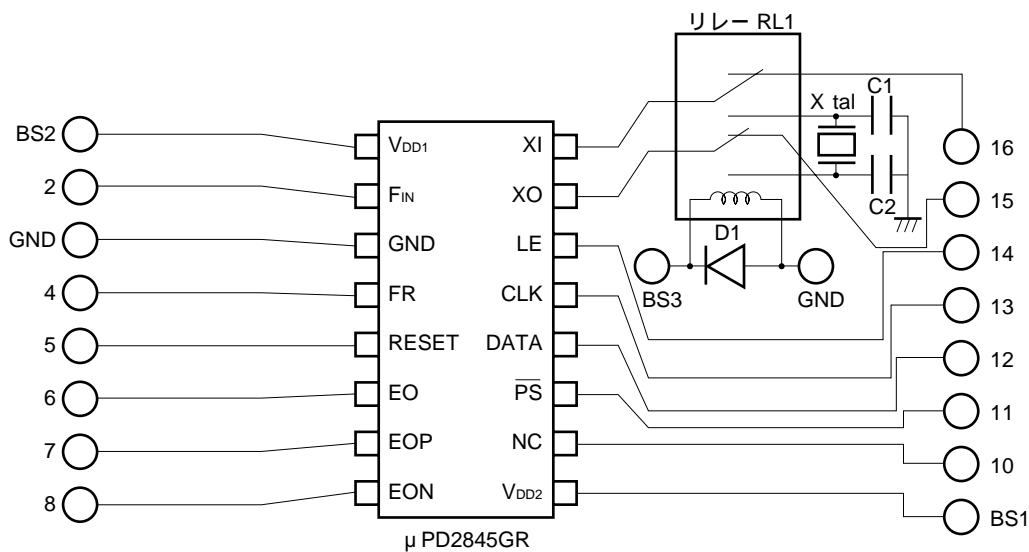 リレー RL1
C1
X tal
C2
D1
BS3
GND
BS2
2
GND
4
5
6
7
8
VDD1
FIN
GND
FR
RESET
EO
EOP
EON
XI
XO
LE
CLK
DATA
P̅S̅
NC
VDD2
16
15
14
13
12
11
10
BS1
μ PD2845GR